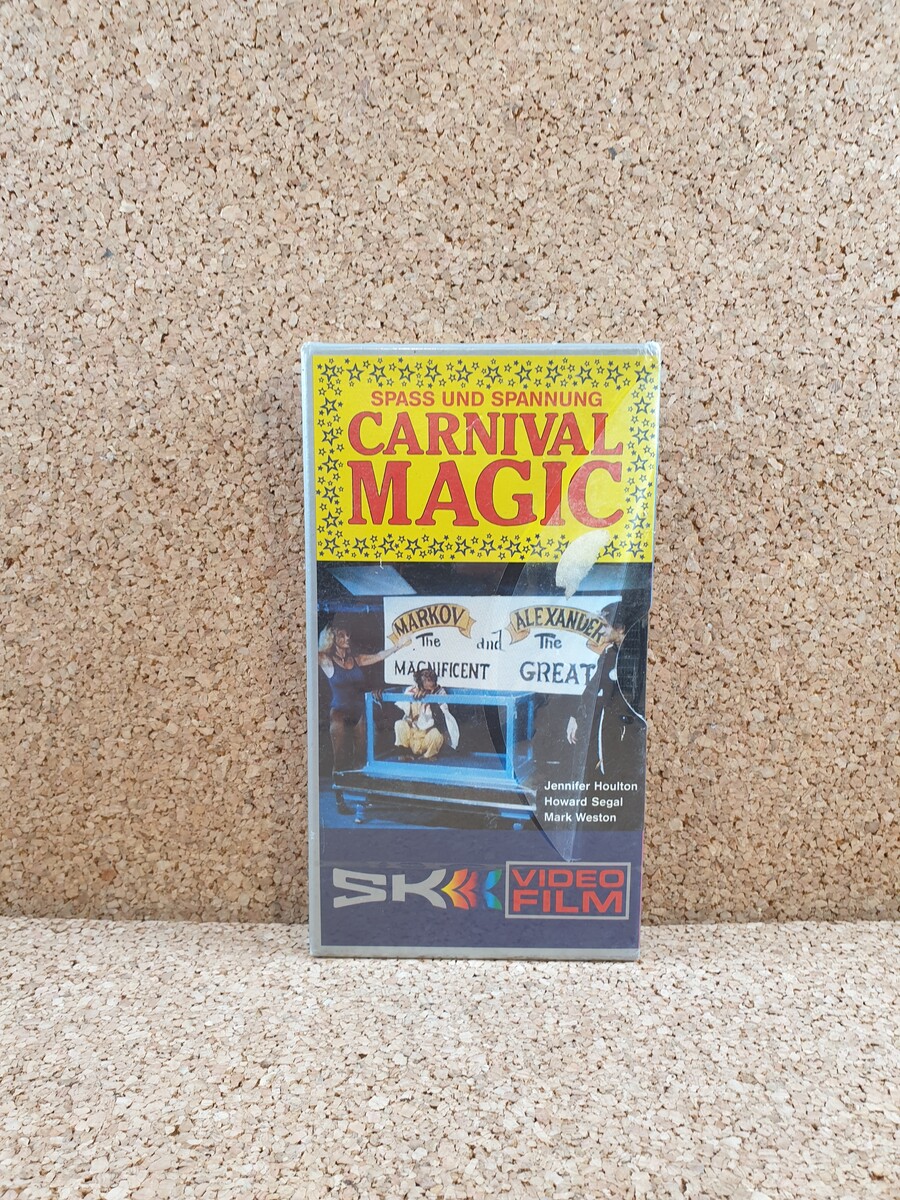 SPASS UND SPANNUNG
CARNIVAL
MAGIC
MARKOV
The
MAGNIFICENT
and
ALEXANDER
The
GREAT
Jennifer Houlton
Howard Segal
Mark Weston
SK
VIDEO
FILM